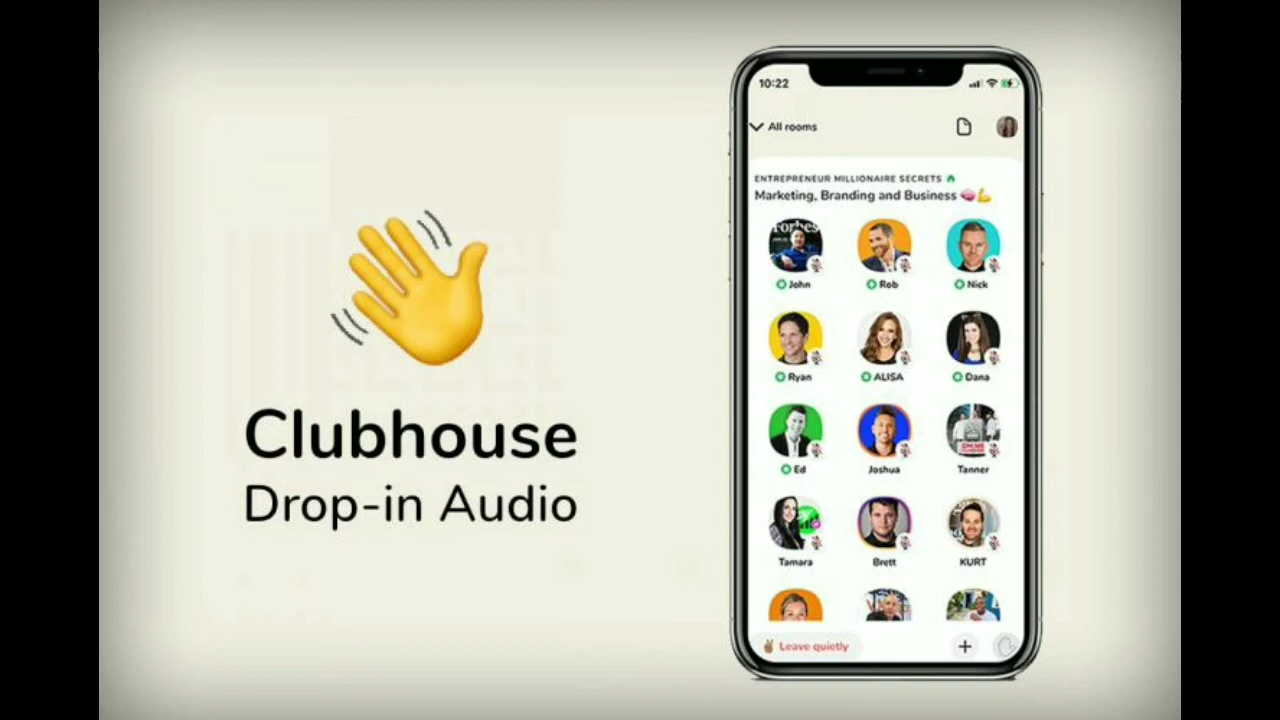 Clubhouse
Drop-in Audio
10:22
All rooms
ENTREPRENEUR MILLIONAIRE SECRETS
Marketing, Branding and Business 🧠💪
Forbes
John Rob Nick
Ryan ALISA Dana
Ed Joshua Tanner
Tamara Brett KURT
✌🏽 Leave quietly